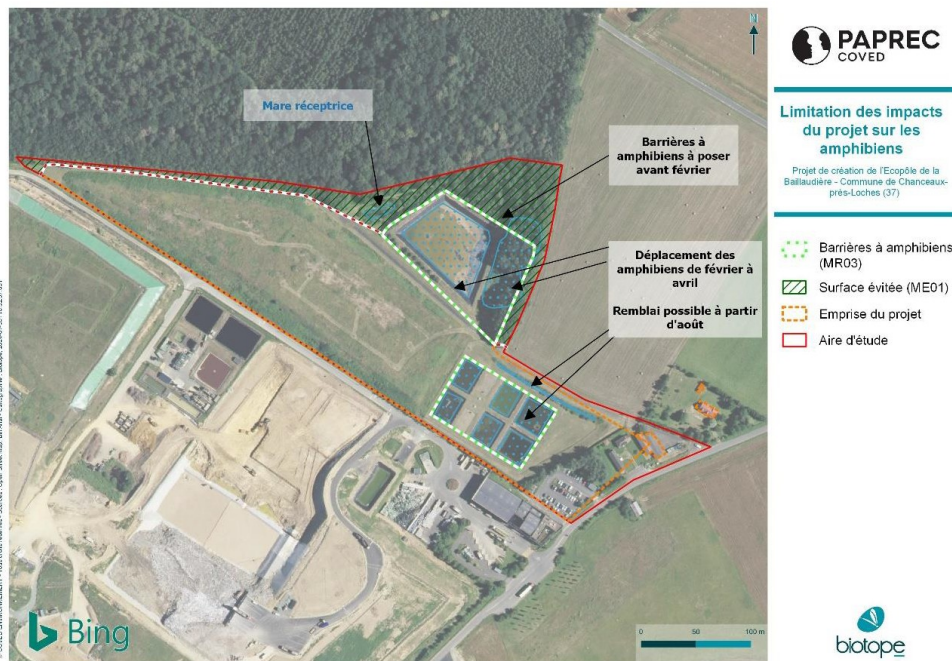 N
PAPREC
COVED
Limitation des impacts
du projet sur les
amphibiens
Projet de création de l'Ecopôle de la
Baillaudière - Commune de Chanceaux-
près-Loches (37)
Mare réceptrice
Barrières à
amphibiens à poser
avant février
Déplacement des
amphibiens de février à
avril
Remblai possible à partir
d'août
Barrières à amphibiens
(MR03)
Surface évitée (ME01)
Emprise du projet
Aire d'étude
Bing
0 50 100 m
biotope